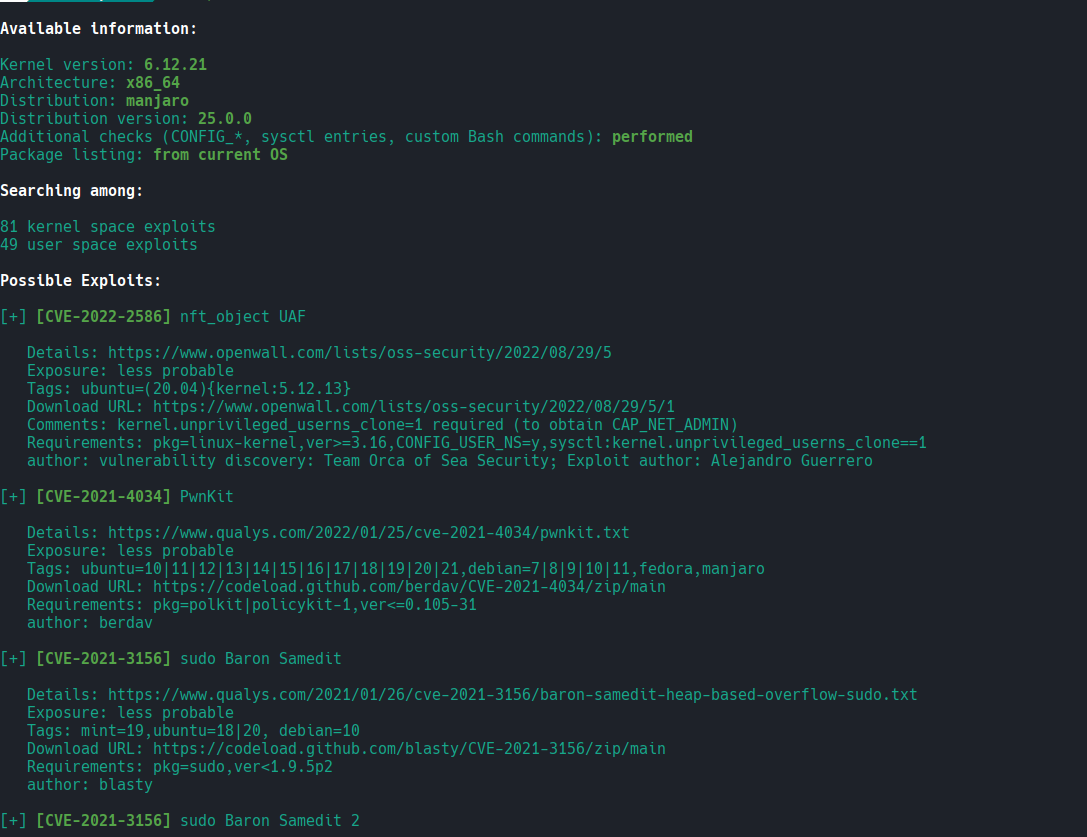 Available information:
Kernel version: 6.12.21
Architecture: x86_64
Distribution: manjaro
Distribution version: 25.0.0
Additional checks (CONFIG_*, sysctl entries, custom Bash commands): performed
Package listing: from current OS
Searching among:
81 kernel space exploits
49 user space exploits
Possible Exploits:
[+] [CVE-2022-2586] nft_object UAF
Details: https://www.openwall.com/lists/oss-security/2022/08/29/5
Exposure: less probable
Tags: ubuntu=(20.04){kernel:5.12.13}
Download URL: https://www.openwall.com/lists/oss-security/2022/08/29/5/1
Comments: kernel.unprivileged_userns_clone=1 required (to obtain CAP_NET_ADMIN)
Requirements: pkg=linux-kernel,ver>=3.16,CONFIG_USER_NS=y,sysctl:kernel.unprivileged_userns_clone==1
author: vulnerability discovery: Team Orca of Sea Security; Exploit author: Alejandro Guerrero
[+] [CVE-2021-4034] PwnKit
Details: https://www.qualys.com/2022/01/25/cve-2021-4034/pwnkit.txt
Exposure: less probable
Tags: ubuntu=10|11|12|13|14|15|16|17|18|19|20|21,debian=7|8|9|10|11,fedora,manjaro
Download URL: https://codeload.github.com/berdav/CVE-2021-4034/zip/main
Requirements: pkg=polkit|policykit-1,ver<=0.105-31
author: berdav
[+] [CVE-2021-3156] sudo Baron Samedit
Details: https://www.qualys.com/2021/01/26/cve-2021-3156/baron-samedit-heap-based-overflow-sudo.txt
Exposure: less probable
Tags: mint=19,ubuntu=18|20, debian=10
Download URL: https://codeload.github.com/blasty/CVE-2021-3156/zip/main
Requirements: pkg=sudo,ver<1.9.5p2
author: blasty
[+] [CVE-2021-3156] sudo Baron Samedit 2